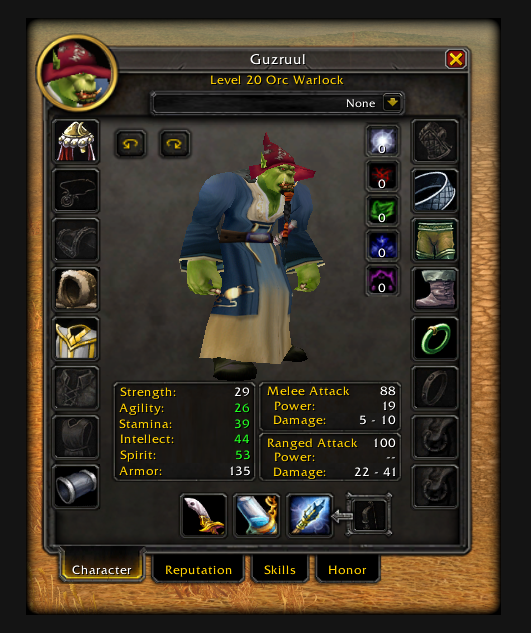 Guzruul
Level 20 Orc Warlock
None
0
0
0
0
0
Strength: 29
Agility: 26
Stamina: 39
Intellect: 44
Spirit: 53
Armor: 135
Melee Attack 88
Power: 19
Damage: 5 - 10
Ranged Attack 100
Power: --
Damage: 22 - 41
Character Reputation Skills Honor